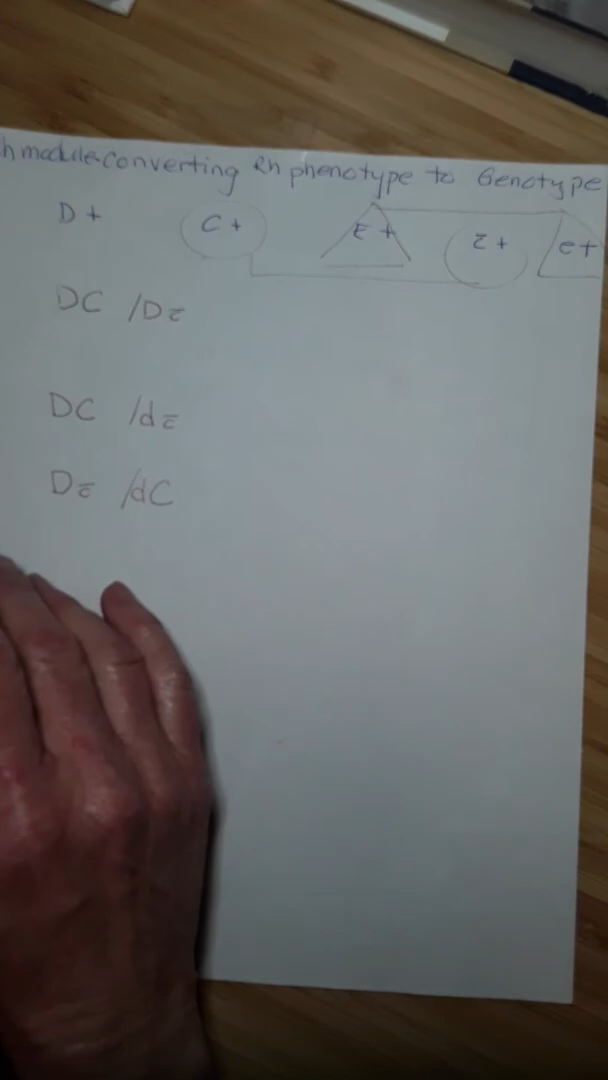 h module converting Rh phenotype to Genotype
D + C + E + c̄ + e +
DC /Dc̄
DC /dc̄
Dc̄ /dC